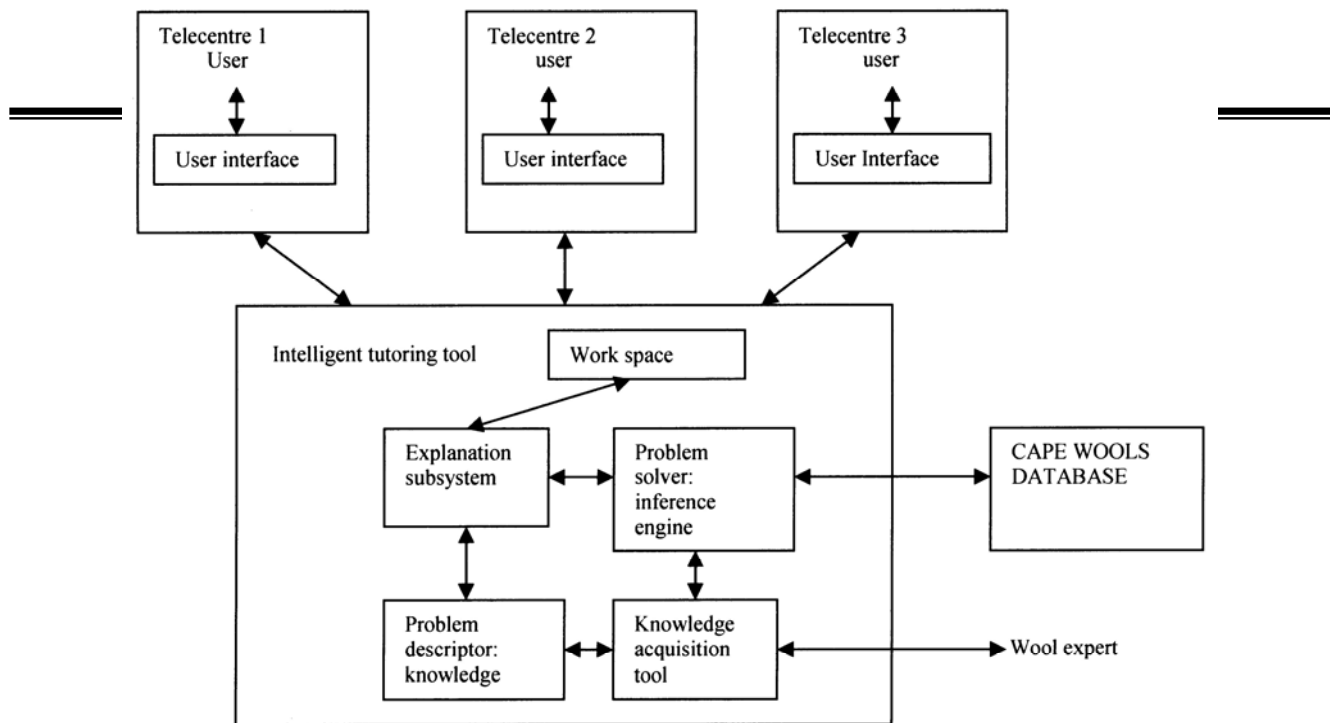 Telecentre 1
User
User interface
Telecentre 2
user
User interface
Telecentre 3
user
User Interface
Intelligent tutoring tool
Work space
Explanation
subsystem
Problem
solver:
inference
engine
CAPE WOOLS
DATABASE
Problem
descriptor:
knowledge
Knowledge
acquisition
tool
Wool expert